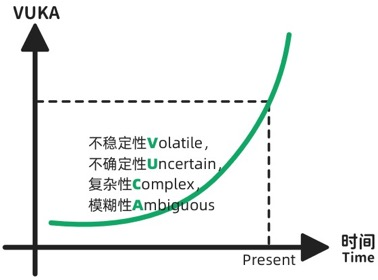 VUKA
不稳定性Volatile,
不确定性Uncertain,
复杂性Complex,
模糊性Ambiguous
Present
时间
Time